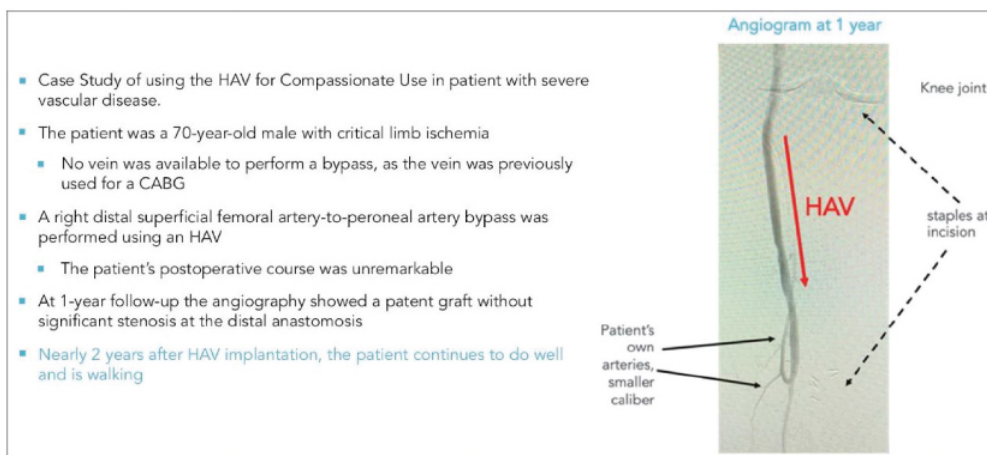 Angiogram at 1 year
Case Study of using the HAV for Compassionate Use in patient with severe
vascular disease.
The patient was a 70-year-old male with critical limb ischemia
No vein was available to perform a bypass, as the vein was previously
used for a CABG
A right distal superficial femoral artery-to-peroneal artery bypass was
performed using an HAV
The patient's postoperative course was unremarkable
At 1-year follow-up the angiography showed a patent graft without
significant stenosis at the distal anastomosis
Nearly 2 years after HAV implantation, the patient continues to do well
and is walking
Knee joint
HAV
staples at
incision
Patient's
own
arteries,
smaller
caliber